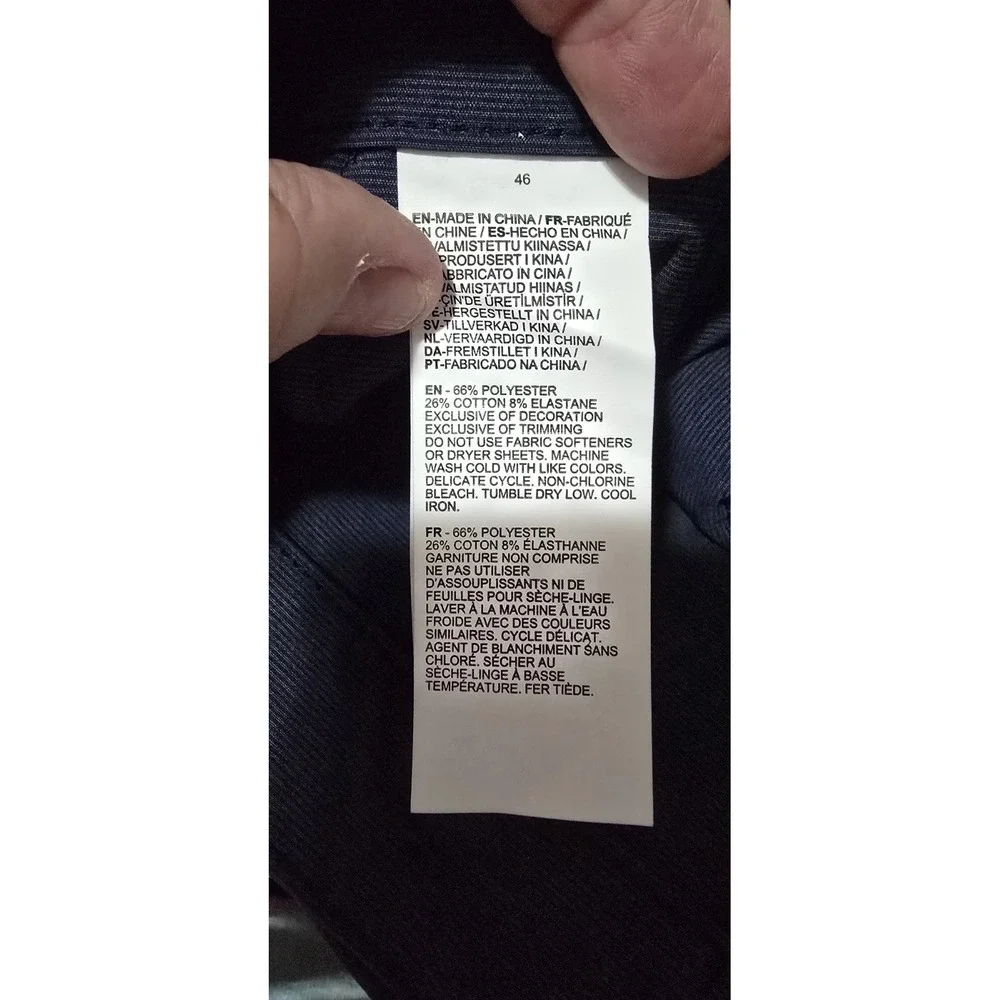 46
EN-MADE IN CHINA / FR-FABRIQUÉ
EN CHINE / ES-HECHO EN CHINA /
VALMISTETTU KIINASSA /
PRODUSERT I KINA /
FABBRICATO IN CINA /
VALMISTATUD HIINAS /
ÇİN'DE ÜRETİLMİSTİR /
DE-HERGESTELLT IN CHINA /
SV-TILLVERKAD I KINA /
NL-VERVAARDIGD IN CHINA /
DA-FREMSTILLET I KINA /
PT-FABRICADO NA CHINA /
EN - 66% POLYESTER
26% COTTON 8% ELASTANE
EXCLUSIVE OF DECORATION
EXCLUSIVE OF TRIMMING
DO NOT USE FABRIC SOFTENERS
OR DRYER SHEETS. MACHINE
WASH COLD WITH LIKE COLORS.
DELICATE CYCLE. NON-CHLORINE
BLEACH. TUMBLE DRY LOW. COOL
IRON.
FR - 66% POLYESTER
26% COTON 8% ÉLASTHANNE
GARNITURE NON COMPRISE
NE PAS UTILISER
D'ASSOUPLISSANTS NI DE
FEUILLES POUR SÈCHE-LINGE.
LAVER À LA MACHINE À L'EAU
FROIDE AVEC DES COULEURS
SIMILAIRES. CYCLE DÉLICAT.
AGENT DE BLANCHIMENT SANS
CHLORÉ. SÉCHER AU
SÈCHE-LINGE À BASSE
TEMPÉRATURE. FER TIÈDE.